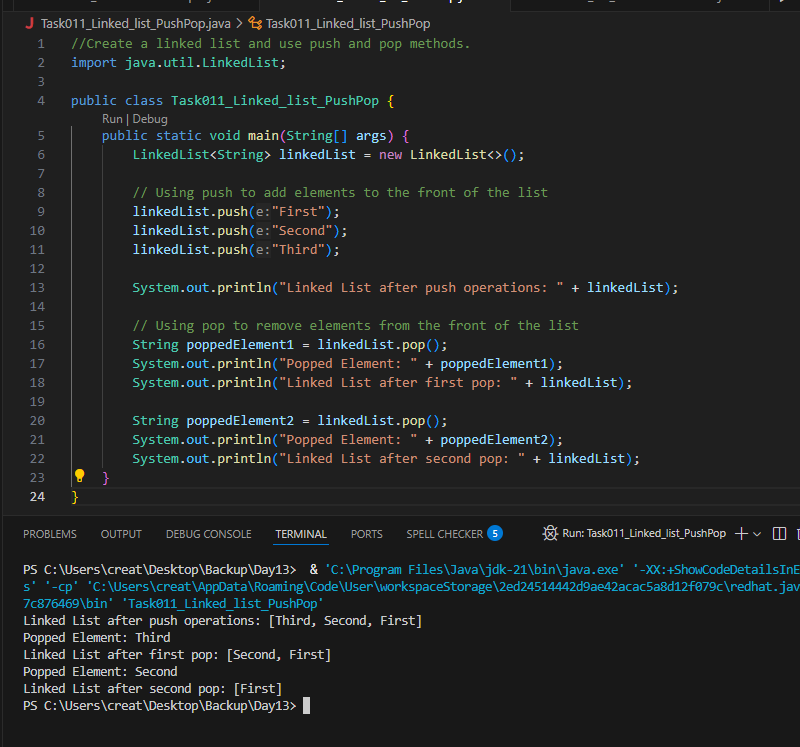 Task011_Linked_list_PushPop.java > Task011_Linked_list_PushPop
1 //Create a linked list and use push and pop methods.
2 import java.util.LinkedList;
3
4 public class Task011_Linked_list_PushPop {
Run | Debug
5 public static void main(String[] args) {
6 LinkedList<String> linkedList = new LinkedList<>();
7
8 // Using push to add elements to the front of the list
9 linkedList.push(e:"First");
10 linkedList.push(e:"Second");
11 linkedList.push(e:"Third");
12
13 System.out.println("Linked List after push operations: " + linkedList);
14
15 // Using pop to remove elements from the front of the list
16 String poppedElement1 = linkedList.pop();
17 System.out.println("Popped Element: " + poppedElement1);
18 System.out.println("Linked List after first pop: " + linkedList);
19
20 String poppedElement2 = linkedList.pop();
21 System.out.println("Popped Element: " + poppedElement2);
22 System.out.println("Linked List after second pop: " + linkedList);
23 }
24 }
PROBLEMS OUTPUT DEBUG CONSOLE TERMINAL PORTS SPELL CHECKER 5 Run: Task011_Linked_list_PushPop
PS C:\Users\creat\Desktop\Backup\Day13> & 'C:\Program Files\Java\jdk-21\bin\java.exe' '-XX:+ShowCodeDetailsInE
s' '-cp' 'C:\Users\creat\AppData\Roaming\Code\User\workspaceStorage\2ed24514442d9ae42acac5a8d12f079c\redhat.jav
7c876469\bin' 'Task011_Linked_list_PushPop'
Linked List after push operations: [Third, Second, First]
Popped Element: Third
Linked List after first pop: [Second, First]
Popped Element: Second
Linked List after second pop: [First]
PS C:\Users\creat\Desktop\Backup\Day13>